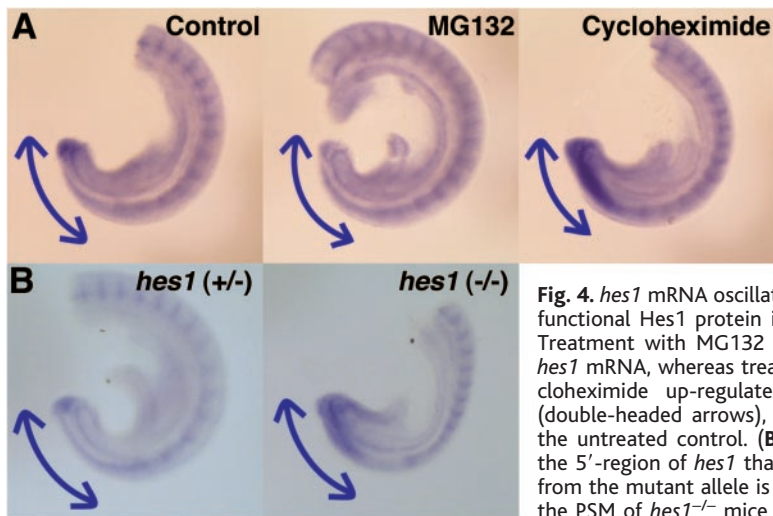 A
Control
MG132
Cycloheximide
B
hes1 (+/-)
hes1 (-/-)
Fig. 4. hes1 mRNA oscillat
functional Hes1 protein i
Treatment with MG132
hes1 mRNA, whereas trea
cloheximide up-regulate
(double-headed arrows),
the untreated control. (B
the 5′-region of hes1 tha
from the mutant allele is
the PSM of hes1−/− mice